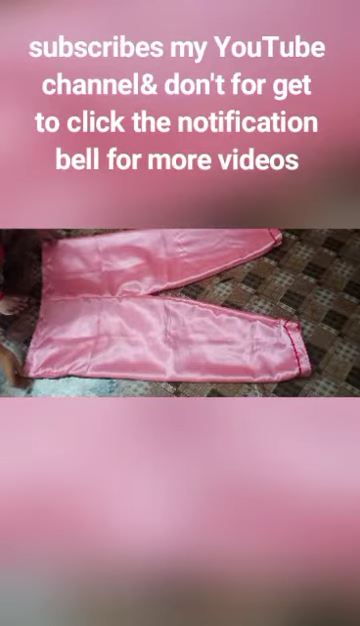 subscribes my YouTube
channel& don't for get
to click the notification
bell for more videos